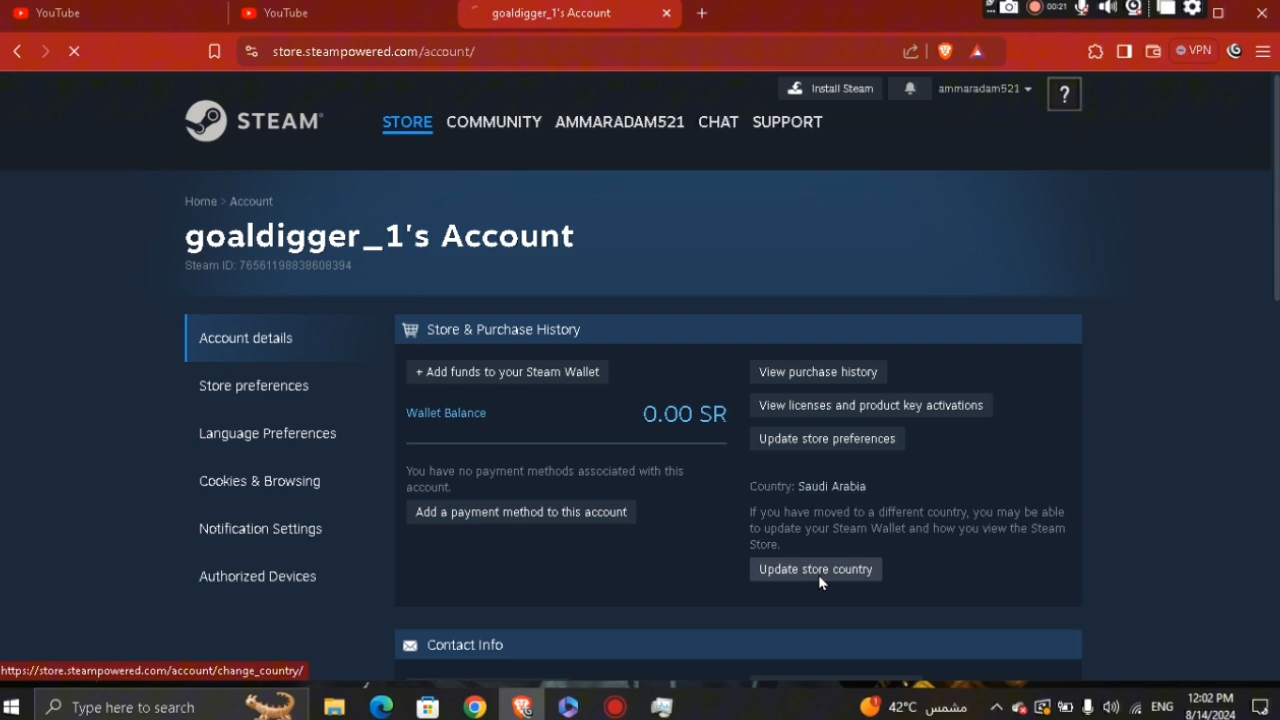 YouTube
YouTube
goaldigger_1's Account
00:21
store.steampowered.com/account/
VPN
Install Steam
ammaradam521
?
STEAM
STORE
COMMUNITY
AMMARADAM521
CHAT
SUPPORT
Home > Account
goaldigger_1's Account
Steam ID: 76561198838608394
Account details
Store preferences
Language Preferences
Cookies & Browsing
Notification Settings
Authorized Devices
Store & Purchase History
+ Add funds to your Steam Wallet
Wallet Balance 0.00 SR
You have no payment methods associated with this
account.
Add a payment method to this account
View purchase history
View licenses and product key activations
Update store preferences
Country: Saudi Arabia
If you have moved to a different country, you may be able
to update your Steam Wallet and how you view the Steam
Store.
Update store country
Contact Info
https://store.steampowered.com/account/change_country/
Type here to search
42°C مشمس
ENG
12:02 PM
8/14/2024